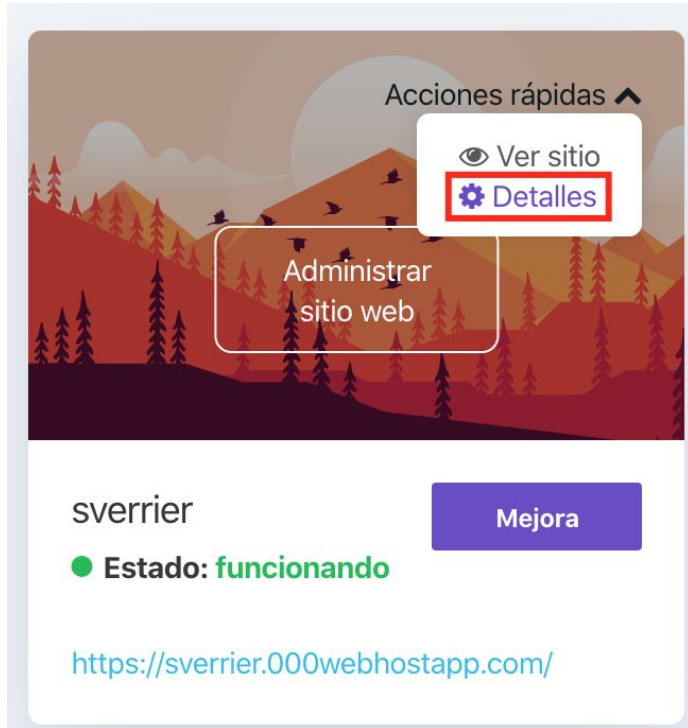 Acciones rápidas
Ver sitio
Detalles
Administrar
sitio web
sverrier
Mejora
Estado: funcionando
https://sverrier.000webhostapp.com/